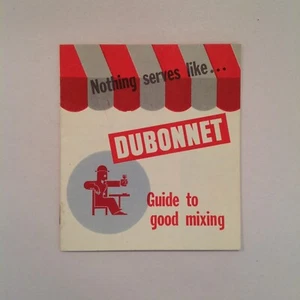 Nothing serves like...
DUBONNET
Guide to
good mixing